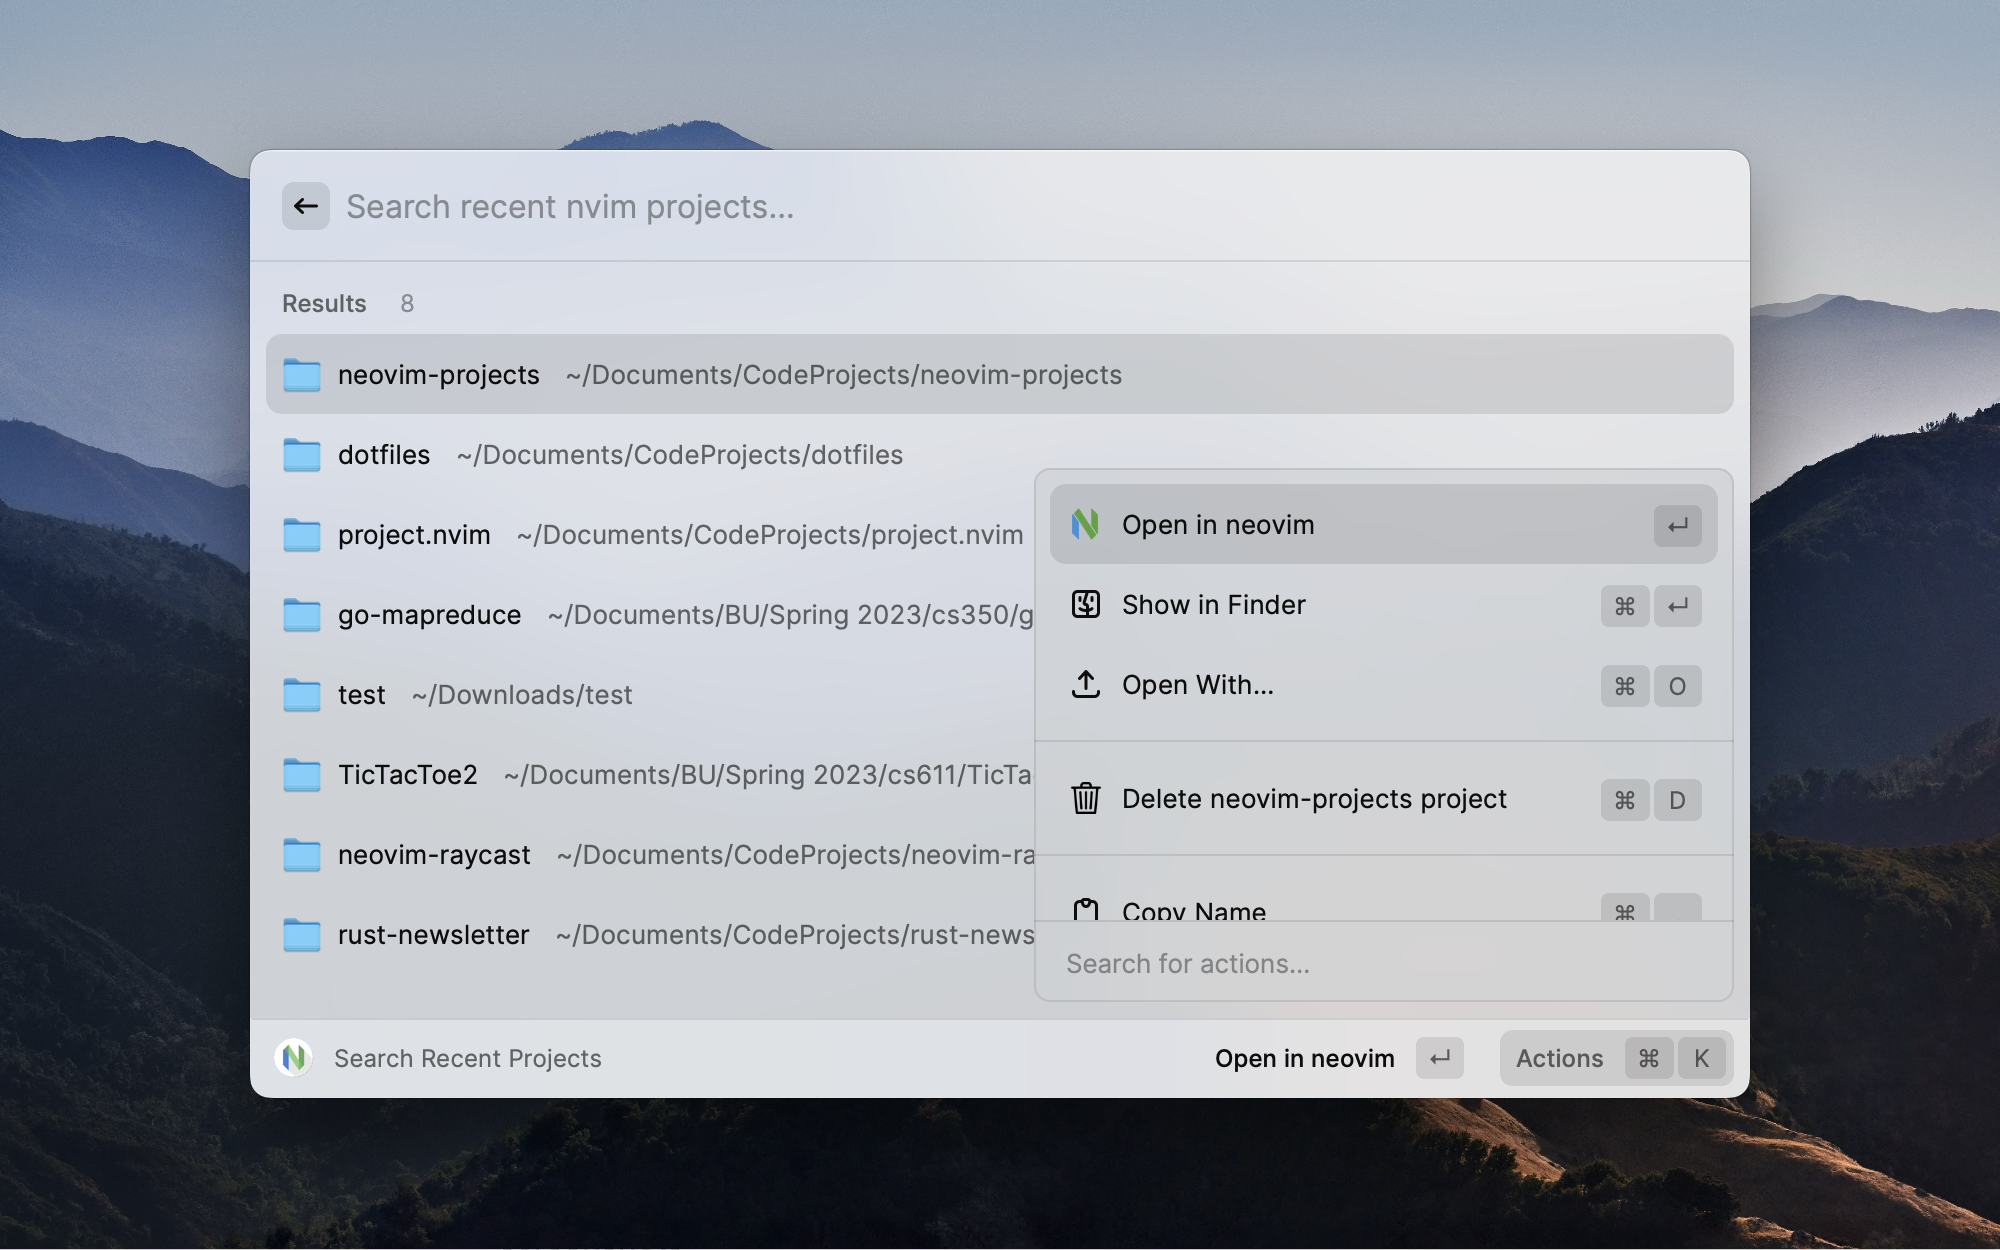 Search recent nvim projects...
Results 8
neovim-projects ~/Documents/CodeProjects/neovim-projects
dotfiles ~/Documents/CodeProjects/dotfiles
project.nvim ~/Documents/CodeProjects/project.nvim
go-mapreduce ~/Documents/BU/Spring 2023/cs350/g
test ~/Downloads/test
TicTacToe2 ~/Documents/BU/Spring 2023/cs611/TicTa
neovim-raycast ~/Documents/CodeProjects/neovim-ra
rust-newsletter ~/Documents/CodeProjects/rust-news
Open in neovim ↵
Show in Finder ⌘ ↵
Open With... ⌘ O
Delete neovim-projects project ⌘ D
Copy Name ⌘
Search for actions...
Search Recent Projects
Open in neovim ↵
Actions ⌘ K